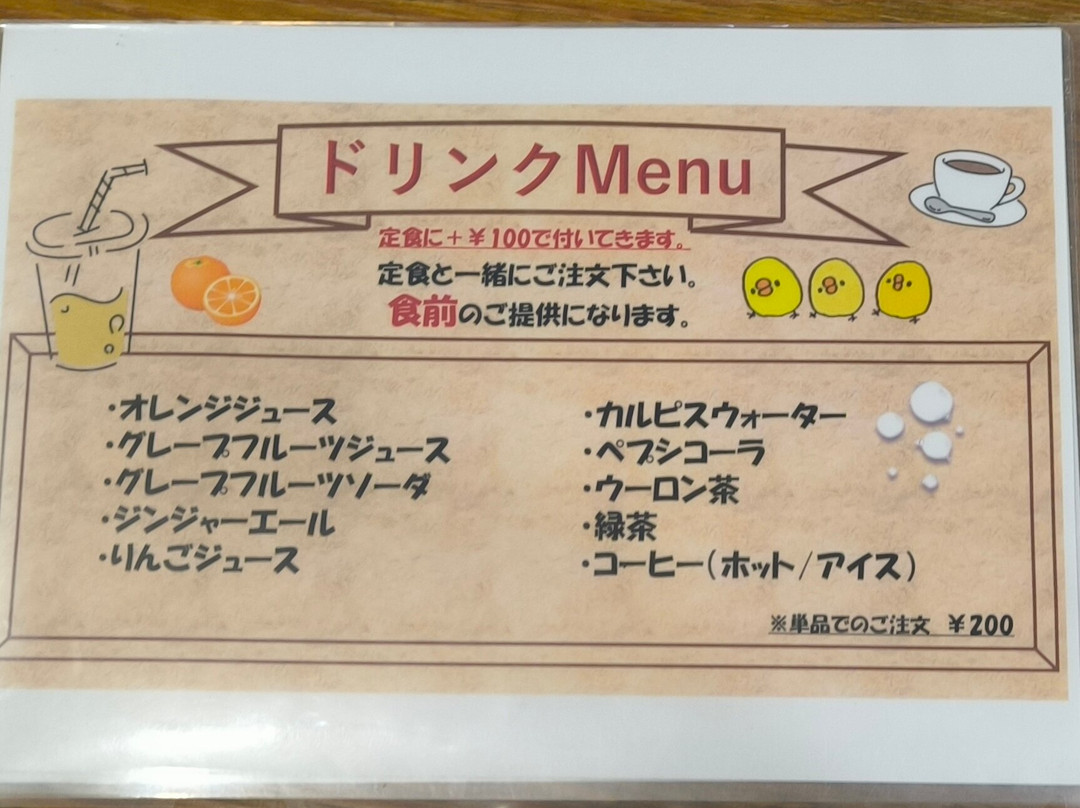 ドリンクMenu
定食に＋￥100で付いてきます。
定食と一緒にご注文下さい。
食前のご提供になります。
・オレンジジュース
・グレープフルーツジュース
・グレープフルーツソーダ
・ジンジャーエール
・りんごジュース
・カルピスウォーター
・ペプシコーラ
・ウーロン茶
・緑茶
・コーヒー（ホット/アイス）
※単品でのご注文　￥200